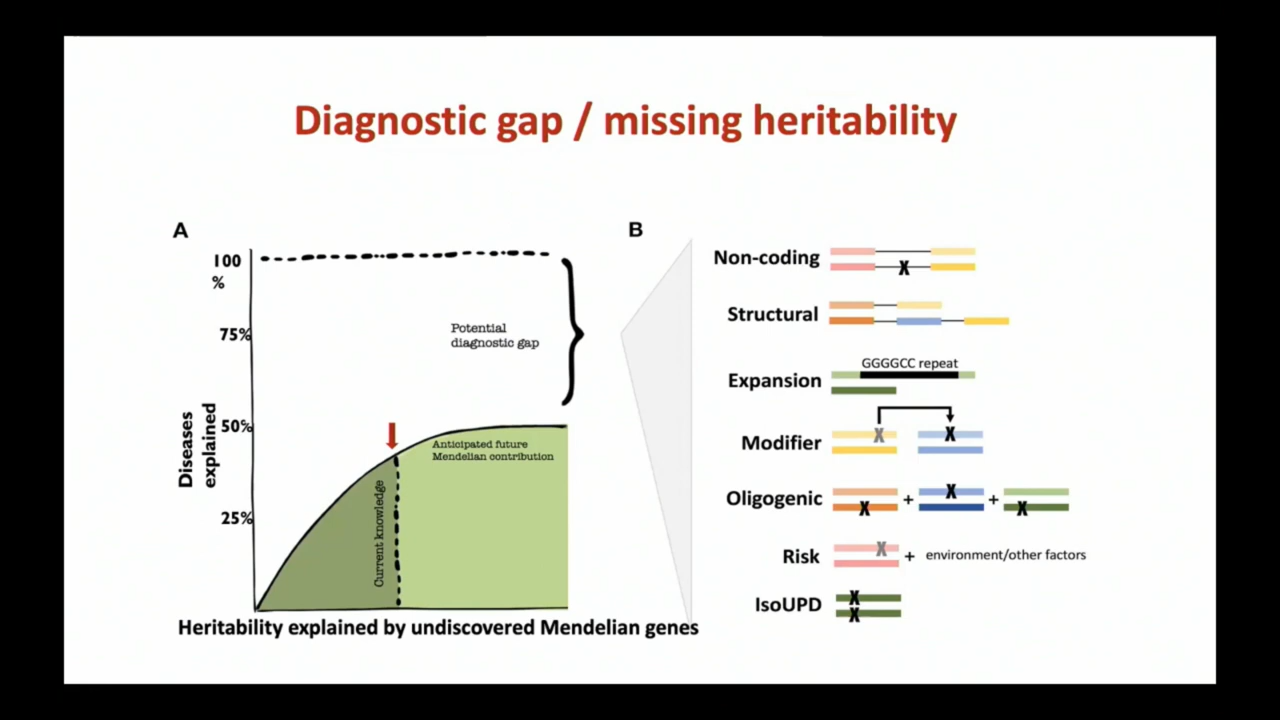 Diagnostic gap / missing heritability
A
100
%
75%
50%
25%
Diseases
explained
Potential
diagnostic gap
Anticipated future
Mendelian contribution
Current knowledge
Heritability explained by undiscovered Mendelian genes
B
Non-coding
X
Structural
Expansion
GGGGCC repeat
Modifier
X X
Oligogenic
X + X + X
Risk
X + environment/other factors
IsoUPD
X
X